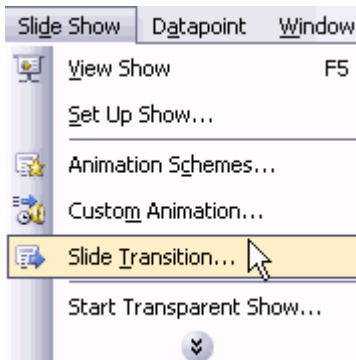 Slide Show Datapoint Window
View Show F5
Set Up Show...
Animation Schemes...
Custom Animation...
Slide Transition...
Start Transparent Show...